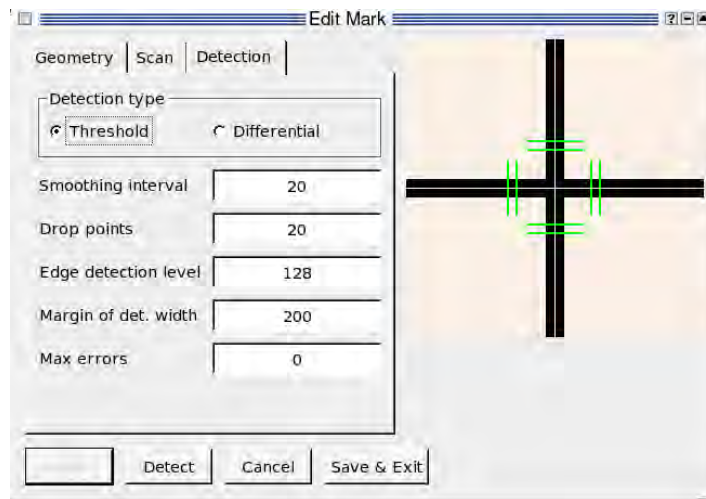 Edit Mark
Geometry Scan Detection
Detection type
Threshold Differential
Smoothing interval 20
Drop points 20
Edge detection level 128
Margin of det. width 200
Max errors 0
Detect Cancel Save & Exit